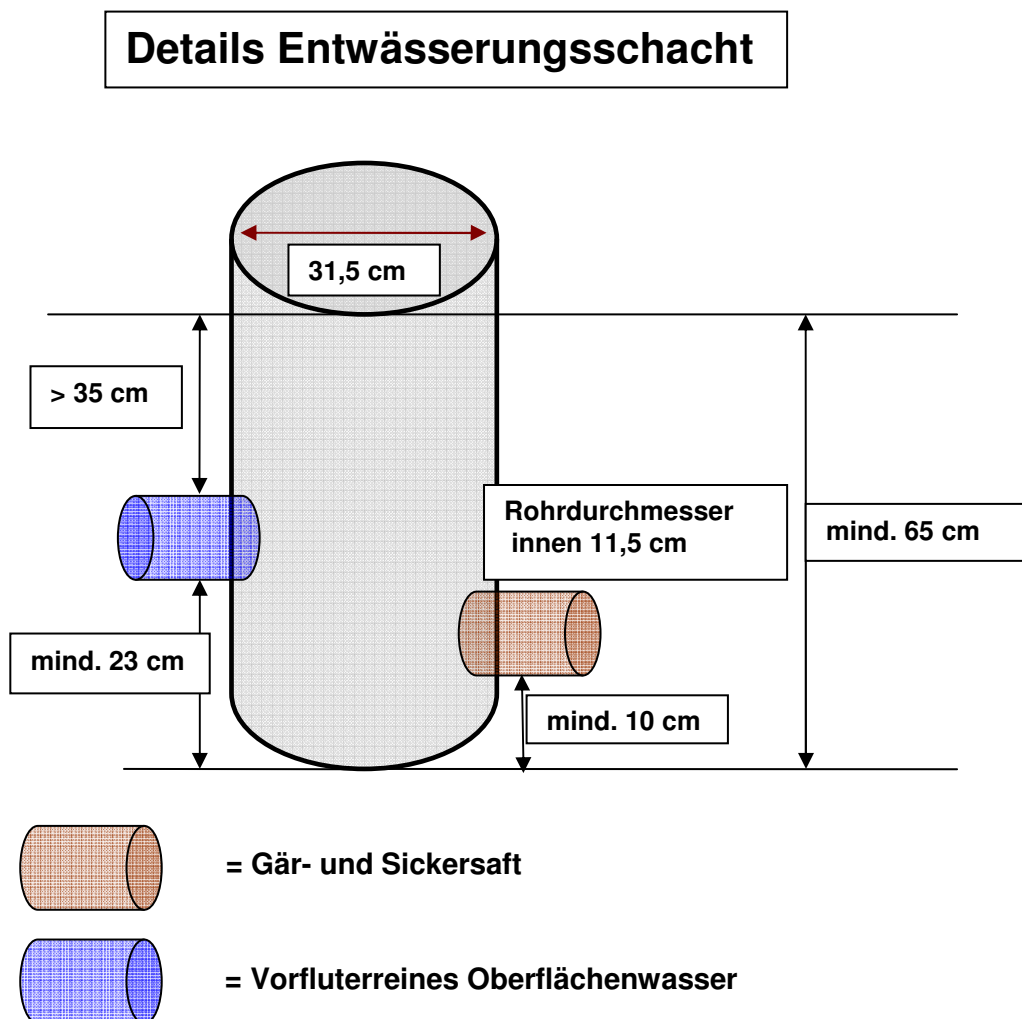 Details Entwässerungsschacht
31,5 cm
> 35 cm
Rohrdurchmesser
innen 11,5 cm
mind. 65 cm
mind. 23 cm
mind. 10 cm
= Gär- und Sickersaft
= Vorfluterreines Oberflächenwasser